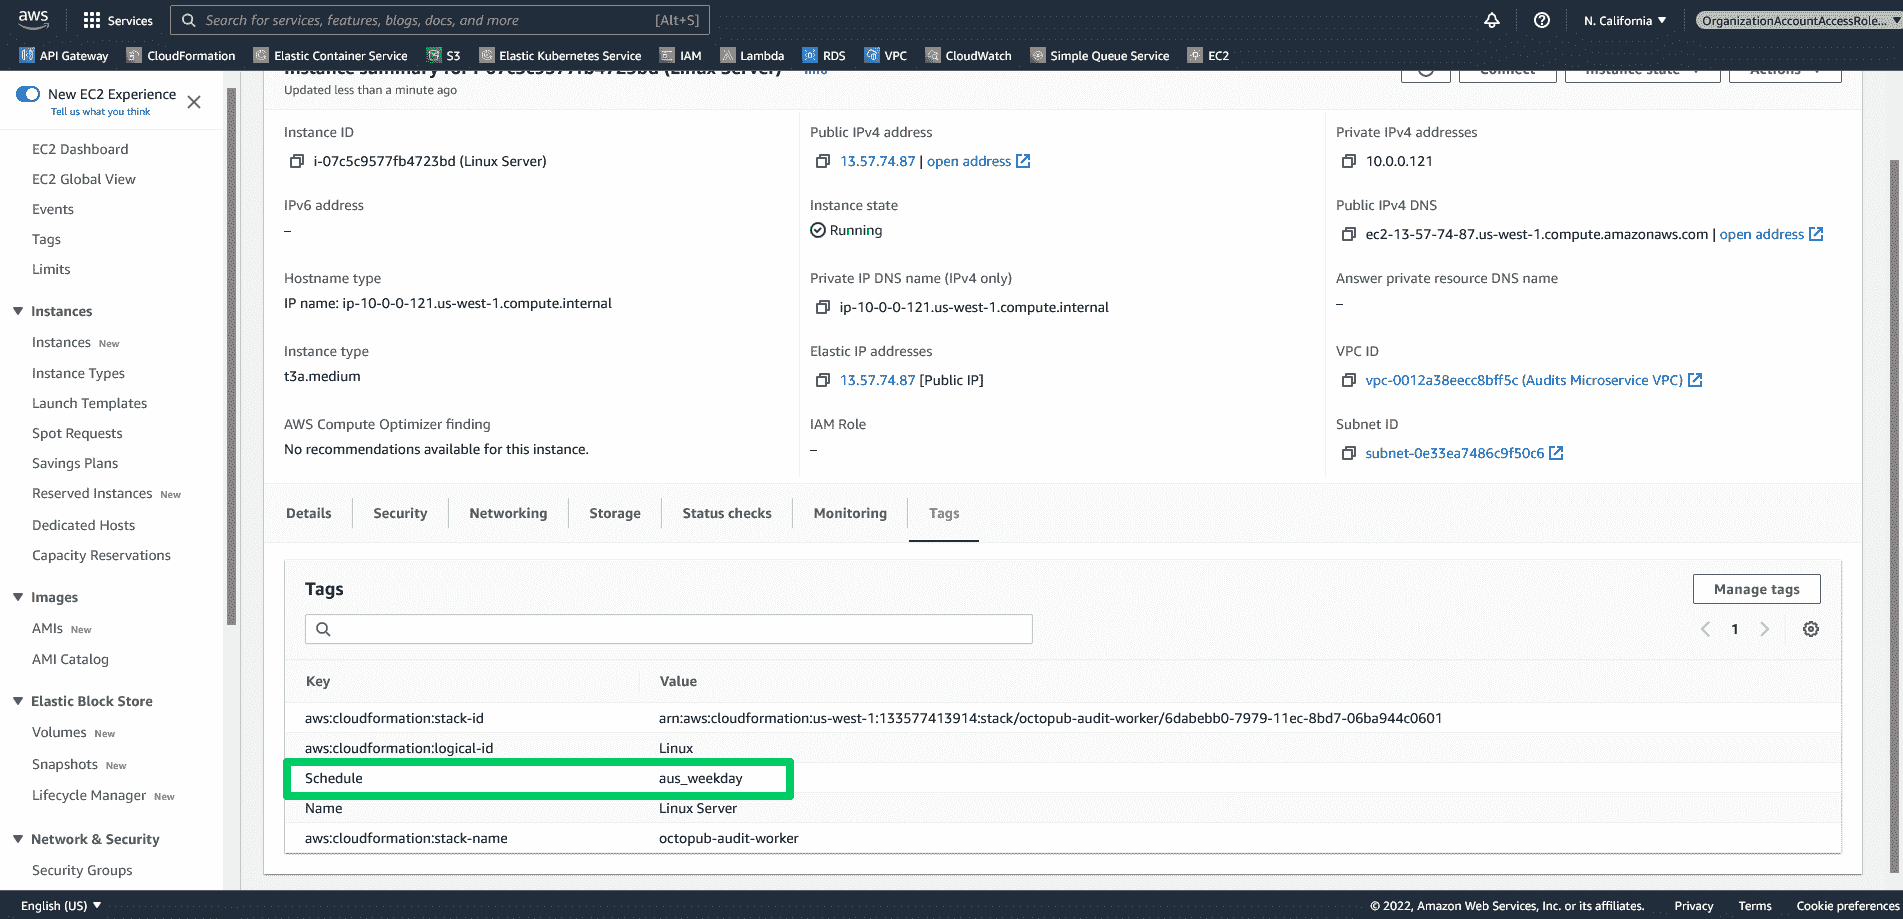 aws
Services
Search for services, features, blogs, docs, and more [Alt+S]
N. California
OrganizationAccountAccessRole...
API Gateway CloudFormation Elastic Container Service S3 Elastic Kubernetes Service IAM Lambda RDS VPC CloudWatch Simple Queue Service EC2
New EC2 Experience
Tell us what you think
EC2 Dashboard
EC2 Global View
Events
Tags
Limits
Instances
Instances New
Instance Types
Launch Templates
Spot Requests
Savings Plans
Reserved Instances New
Dedicated Hosts
Capacity Reservations
Images
AMIs New
AMI Catalog
Elastic Block Store
Volumes New
Snapshots New
Lifecycle Manager New
Network & Security
Security Groups
Instance summary for i-07c5c9577fb4723bd (Linux Server) Info
Updated less than a minute ago
Connect Instance state Actions
Instance ID
i-07c5c9577fb4723bd (Linux Server)
Public IPv4 address
13.57.74.87 | open address
Private IPv4 addresses
10.0.0.121
IPv6 address
–
Instance state
Running
Public IPv4 DNS
ec2-13-57-74-87.us-west-1.compute.amazonaws.com | open address
Hostname type
IP name: ip-10-0-0-121.us-west-1.compute.internal
Private IP DNS name (IPv4 only)
ip-10-0-0-121.us-west-1.compute.internal
Answer private resource DNS name
–
Instance type
t3a.medium
Elastic IP addresses
13.57.74.87 [Public IP]
VPC ID
vpc-0012a38eecc8bff5c (Audits Microservice VPC)
AWS Compute Optimizer finding
No recommendations available for this instance.
IAM Role
–
Subnet ID
subnet-0e33ea7486c9f50c6
Details Security Networking Storage Status checks Monitoring Tags
Tags
Manage tags
1
Key Value
aws:cloudformation:stack-id arn:aws:cloudformation:us-west-1:133577413914:stack/octopub-audit-worker/6dabebb0-7979-11ec-8bd7-06ba944c0601
aws:cloudformation:logical-id Linux
Schedule aus_weekday
Name Linux Server
aws:cloudformation:stack-name octopub-audit-worker
English (US)
© 2022, Amazon Web Services, Inc. or its affiliates. Privacy Terms Cookie preferences